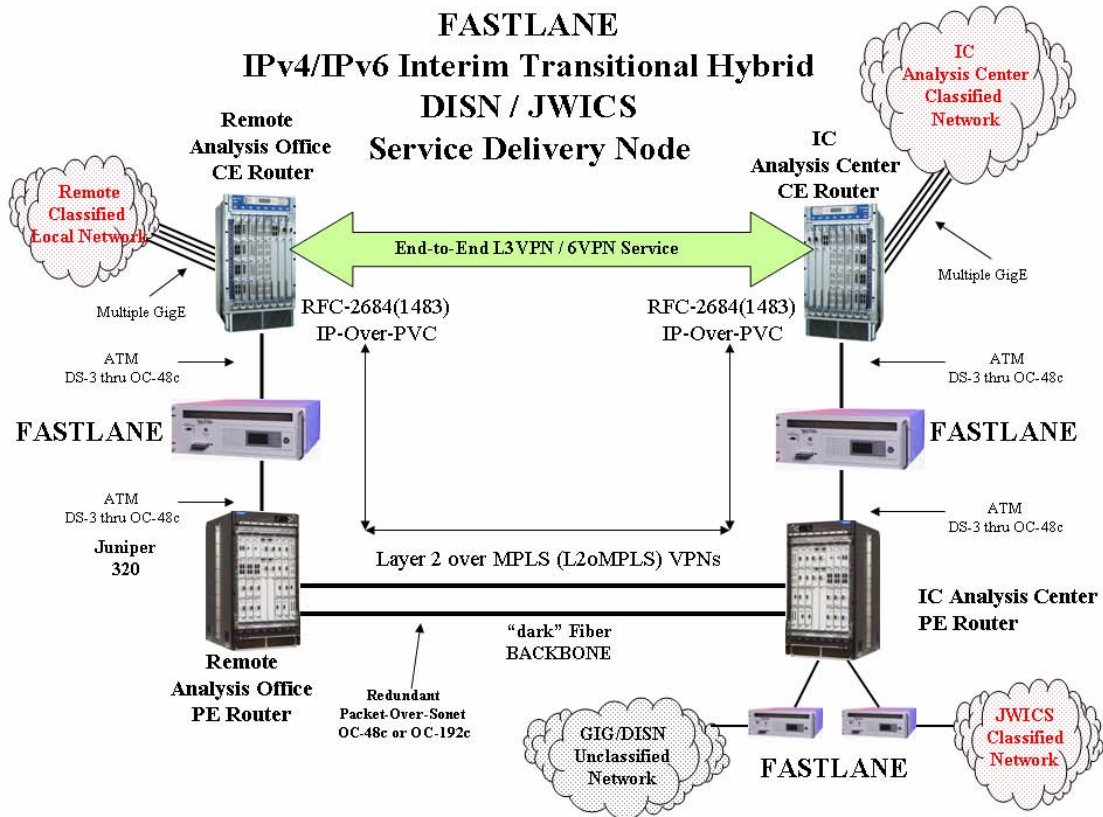 FASTLANE
IPv4/IPv6 Interim Transitional Hybrid
DISN / JWICS
Service Delivery Node
Remote
Analysis Office
CE Router
IC
Analysis Center
CE Router
IC
Analysis Center
Classified
Network
Remote
Classified
Local Network
End-to-End L3VPN / 6VPN Service
Multiple GigE
Multiple GigE
RFC-2684(1483)
IP-Over-PVC
RFC-2684(1483)
IP-Over-PVC
ATM
DS-3 thru OC-48c
ATM
DS-3 thru OC-48c
FASTLANE
FASTLANE
ATM
DS-3 thru OC-48c
ATM
DS-3 thru OC-48c
Juniper
320
Layer 2 over MPLS (L2oMPLS) VPNs
IC Analysis Center
PE Router
"dark" Fiber
BACKBONE
Remote
Analysis Office
PE Router
Redundant
Packet-Over-Sonet
OC-48c or OC-192c
GIG/DISN
Unclassified
Network
FASTLANE
JWICS
Classified
Network